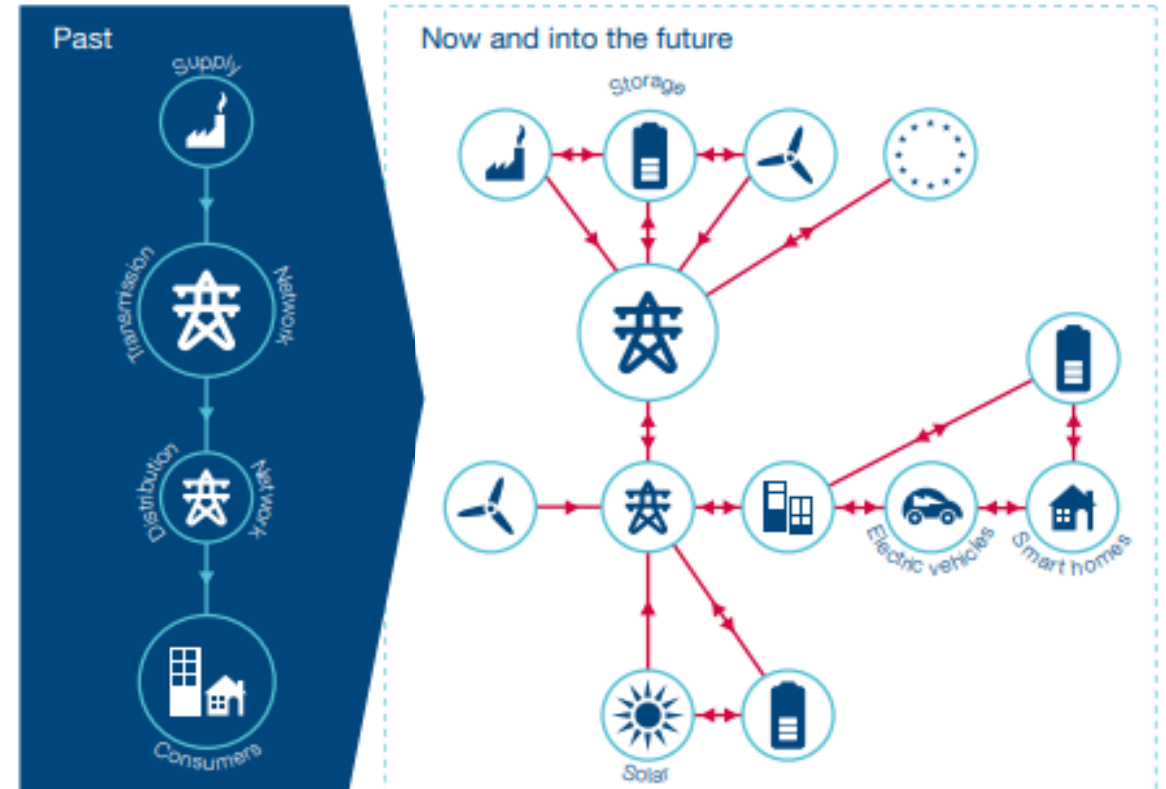 Past
Supply
Transmission Network
Distribution Network
Consumers
Now and into the future
Storage
Electric vehicles
Smart homes
Solar